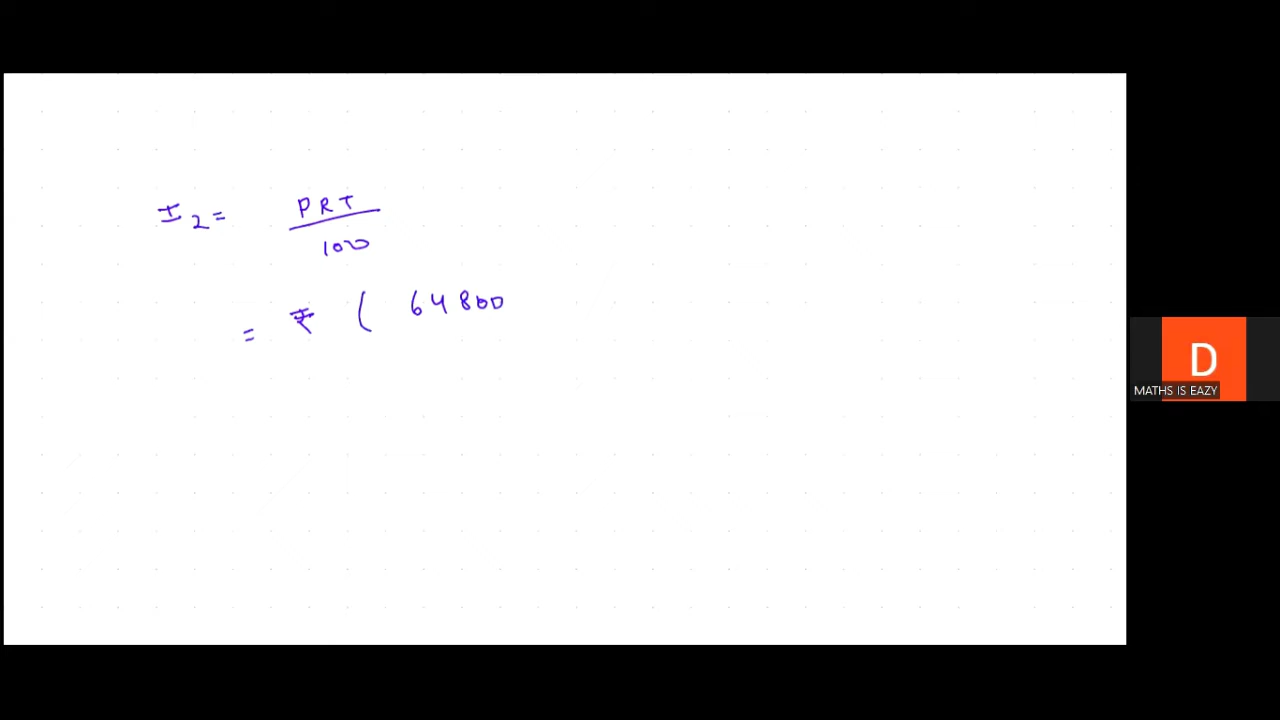 I2 = PRT
100
= ₹ ( 64800
D
MATHS IS EAZY